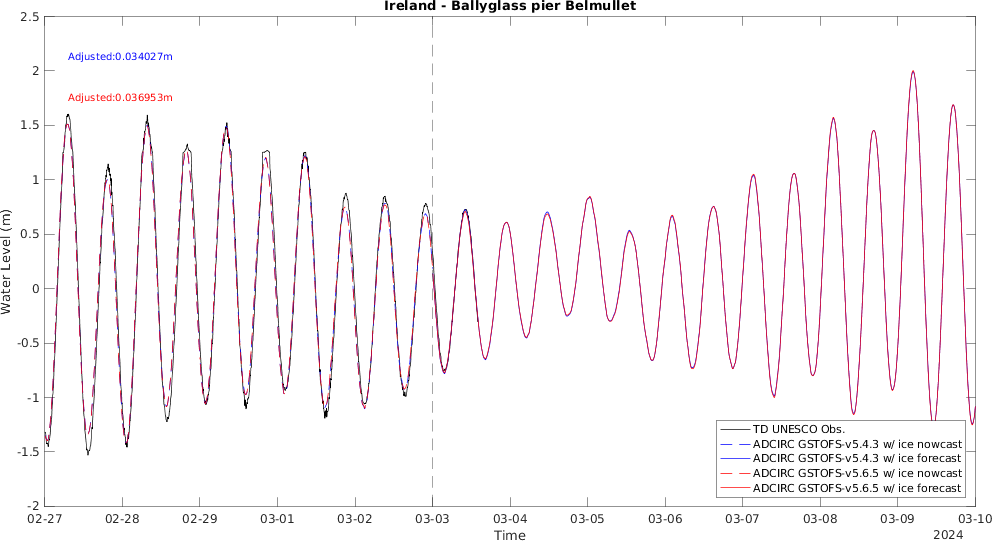 Ireland - Ballyglass pier Belmullet
Adjusted:0.034027m
Adjusted:0.036953m
Water Level (m)
2.5
2
1.5
1
0.5
0
-0.5
-1
-1.5
-2
TD UNESCO Obs.
ADCIRC GSTOFS-v5.4.3 w/ ice nowcast
ADCIRC GSTOFS-v5.4.3 w/ ice forecast
ADCIRC GSTOFS-v5.6.5 w/ ice nowcast
ADCIRC GSTOFS-v5.6.5 w/ ice forecast
02-27 02-28 02-29 03-01 03-02 03-03 03-04 03-05 03-06 03-07 03-08 03-09 03-10
Time
2024